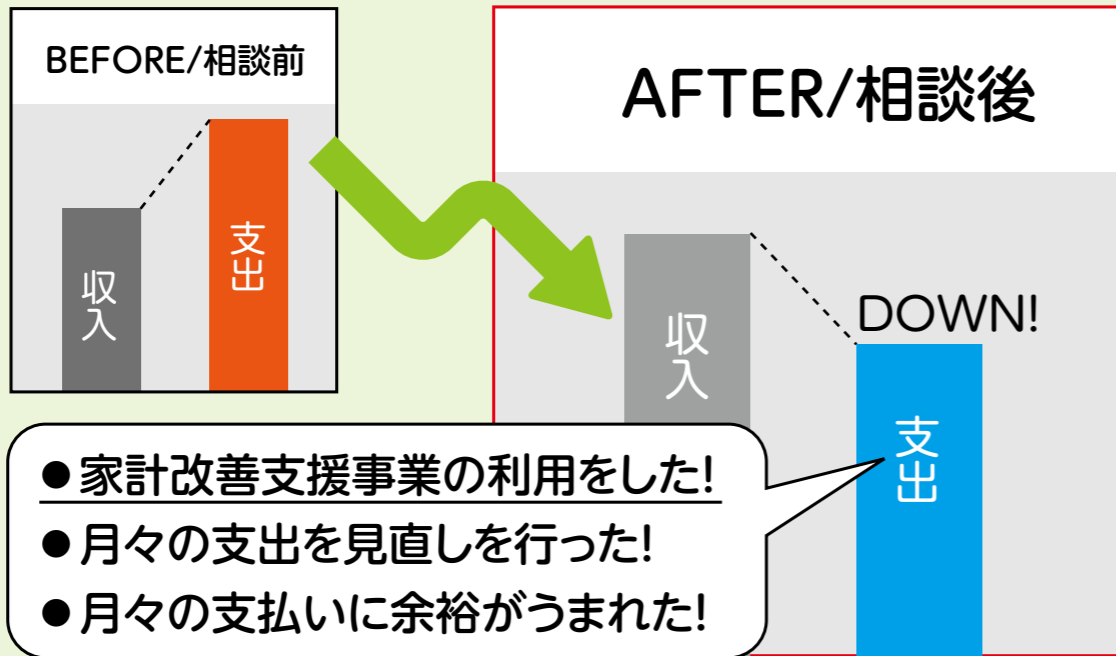 BEFORE/相談前
収入
支出
AFTER/相談後
収入
DOWN!
支出
●家計改善支援事業の利用をした!
●月々の支出を見直しを行った!
●月々の支払いに余裕がうまれた!